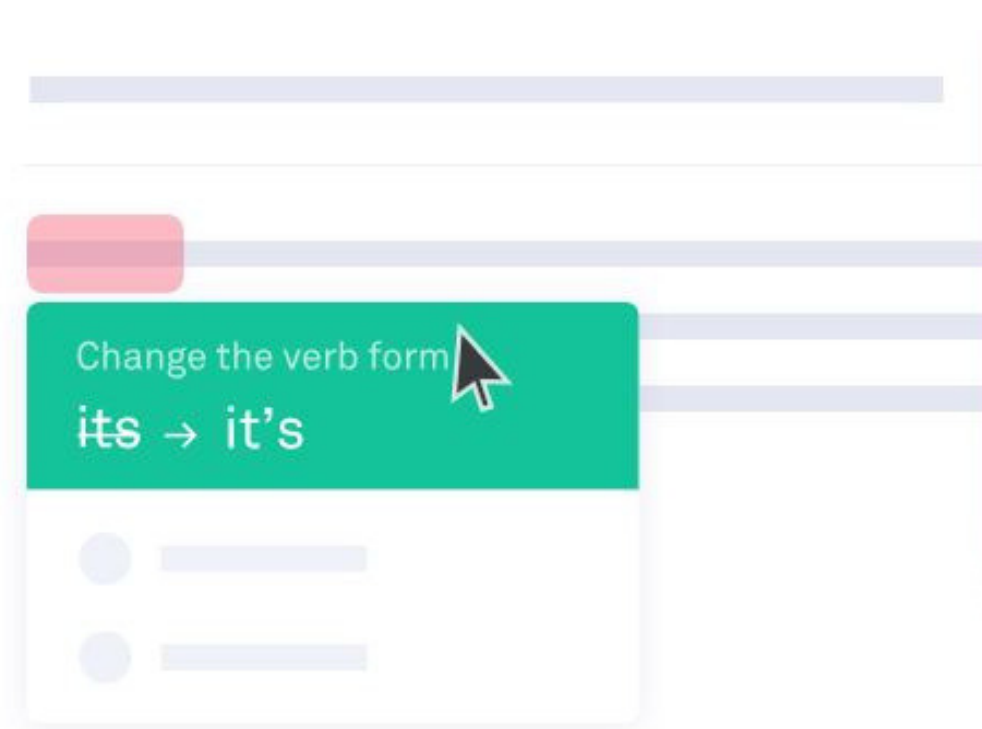 Change the verb form
its → it’s